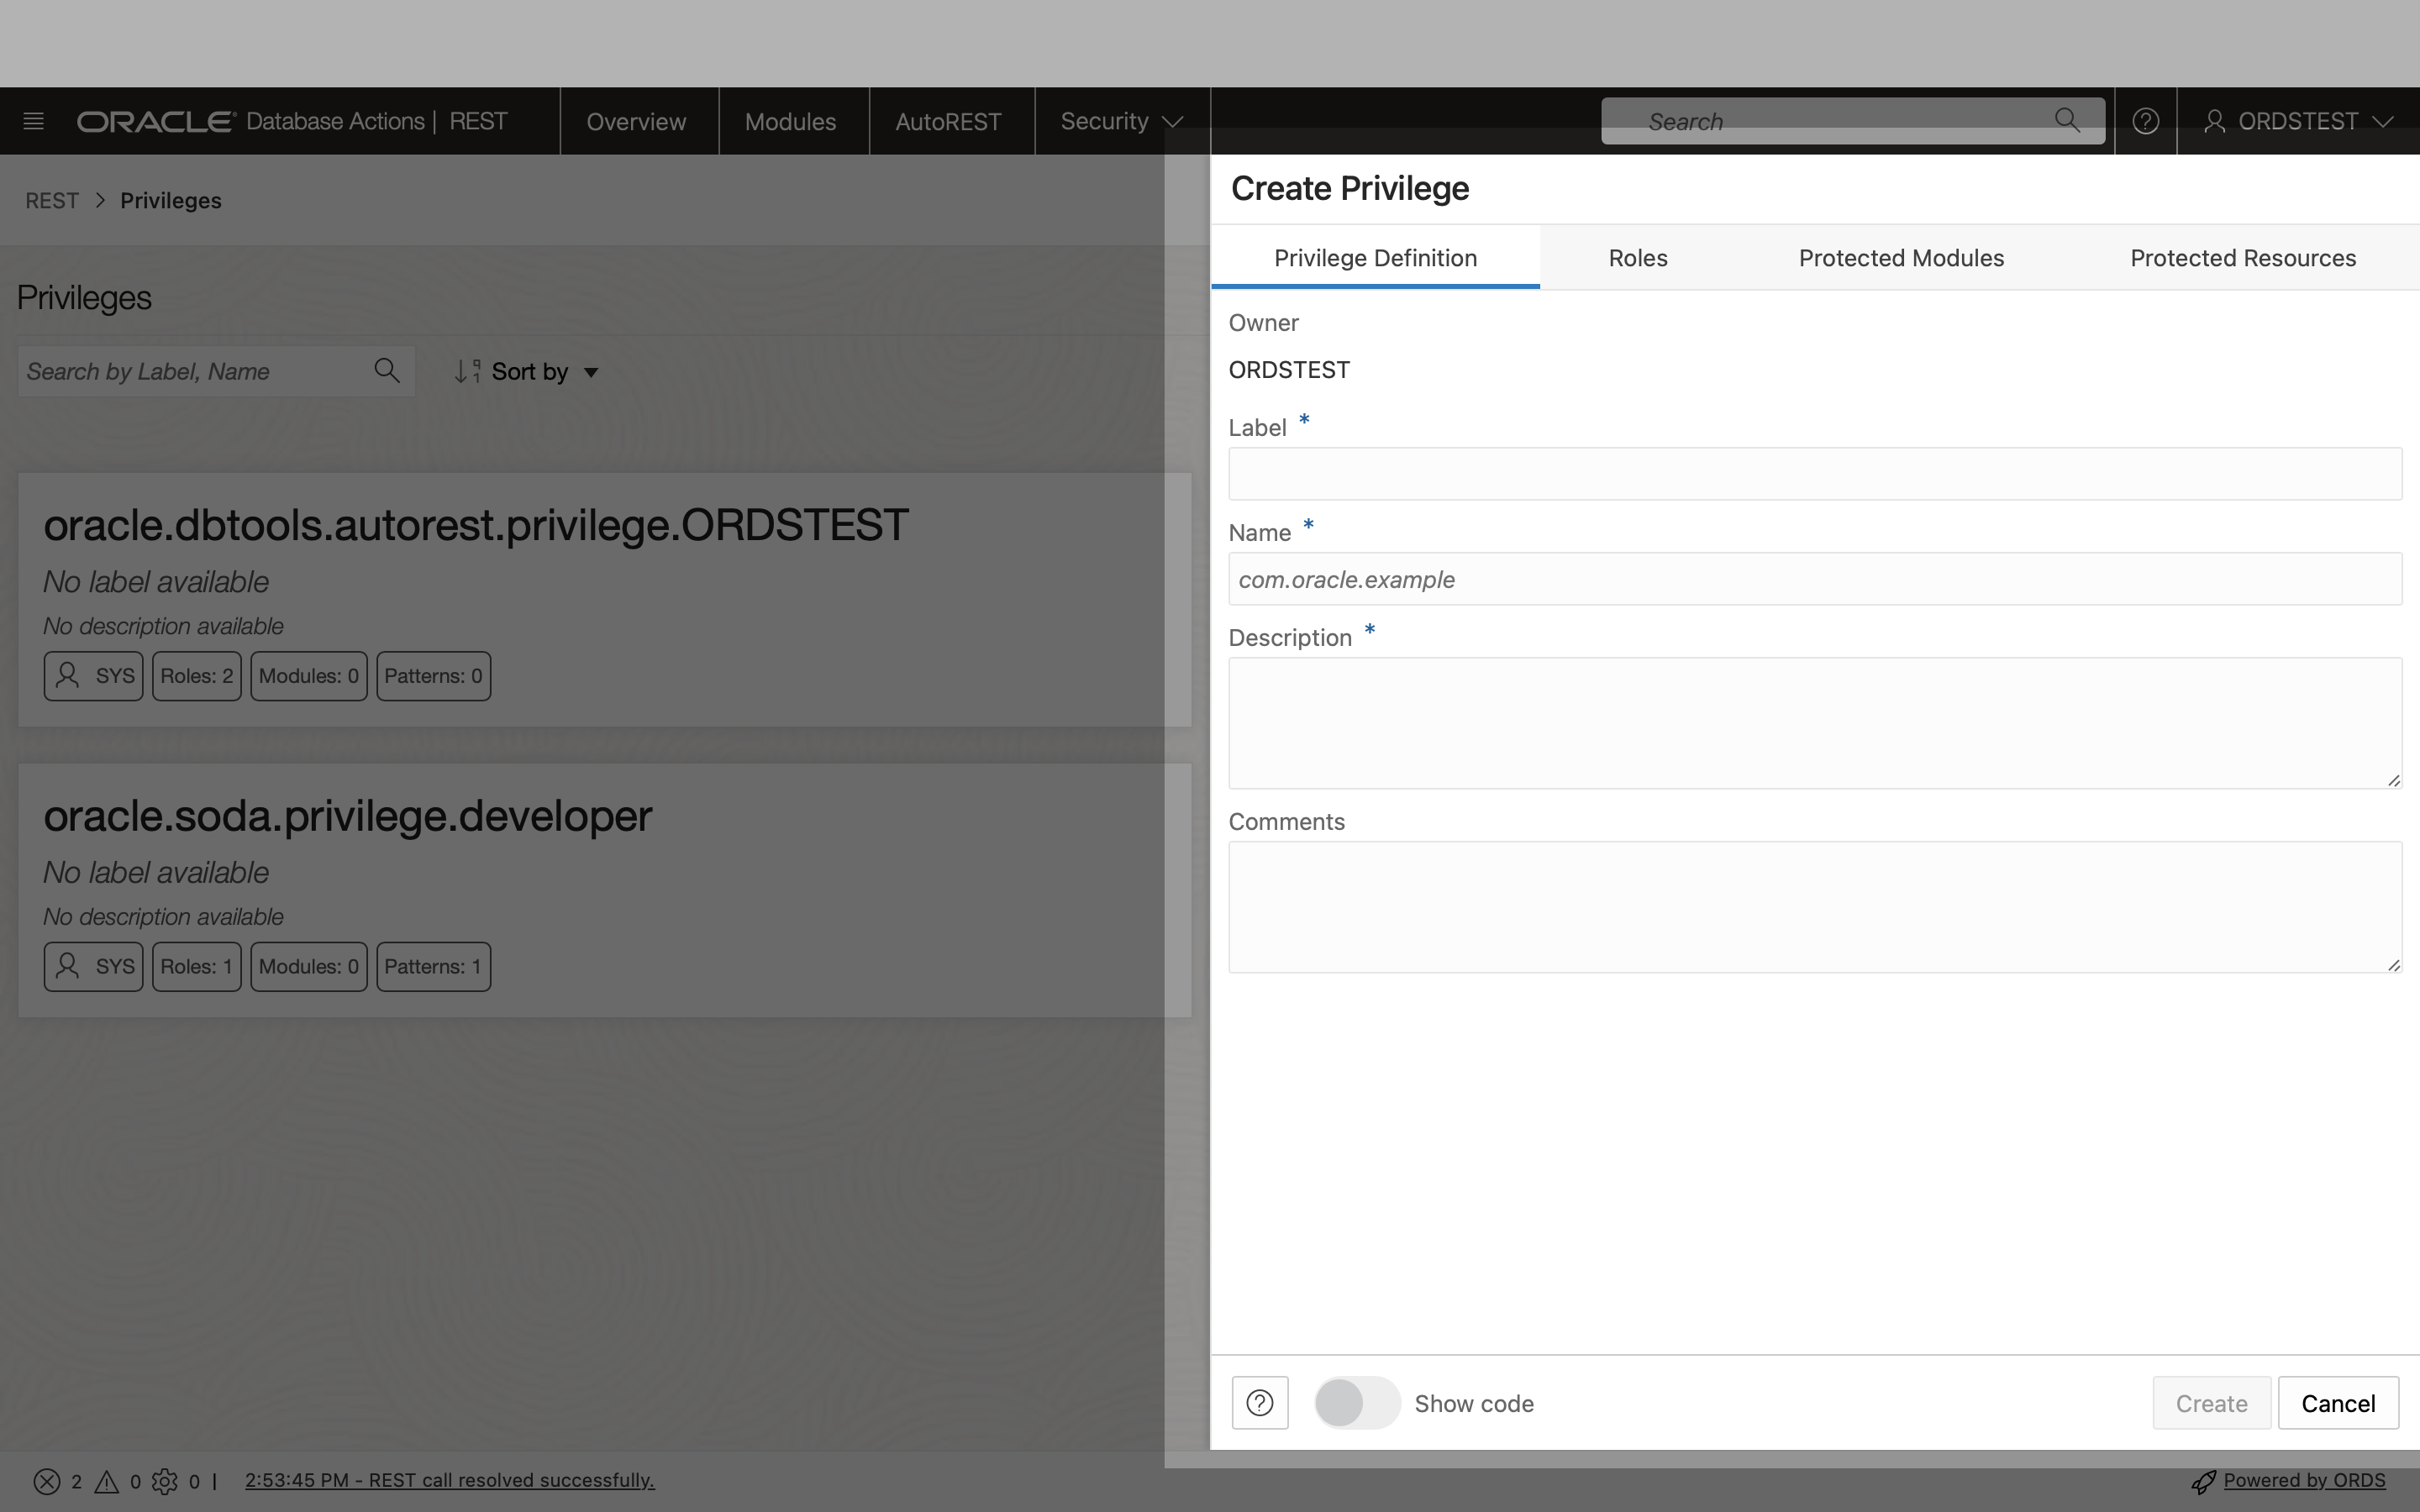 ORACLE Database Actions | REST Overview Modules AutoREST Security Search ORDSTEST
REST > Privileges
Privileges
Search by Label, Name Sort by
oracle.dbtools.autorest.privilege.ORDSTEST
No label available
No description available
SYS Roles: 2 Modules: 0 Patterns: 0
oracle.soda.privilege.developer
No label available
No description available
SYS Roles: 1 Modules: 0 Patterns: 1
Create Privilege
Privilege Definition Roles Protected Modules Protected Resources
Owner
ORDSTEST
Label *
Name *
com.oracle.example
Description *
Comments
Show code Create Cancel
2 0 0 | 2:53:45 PM - REST call resolved successfully. Powered by ORDS